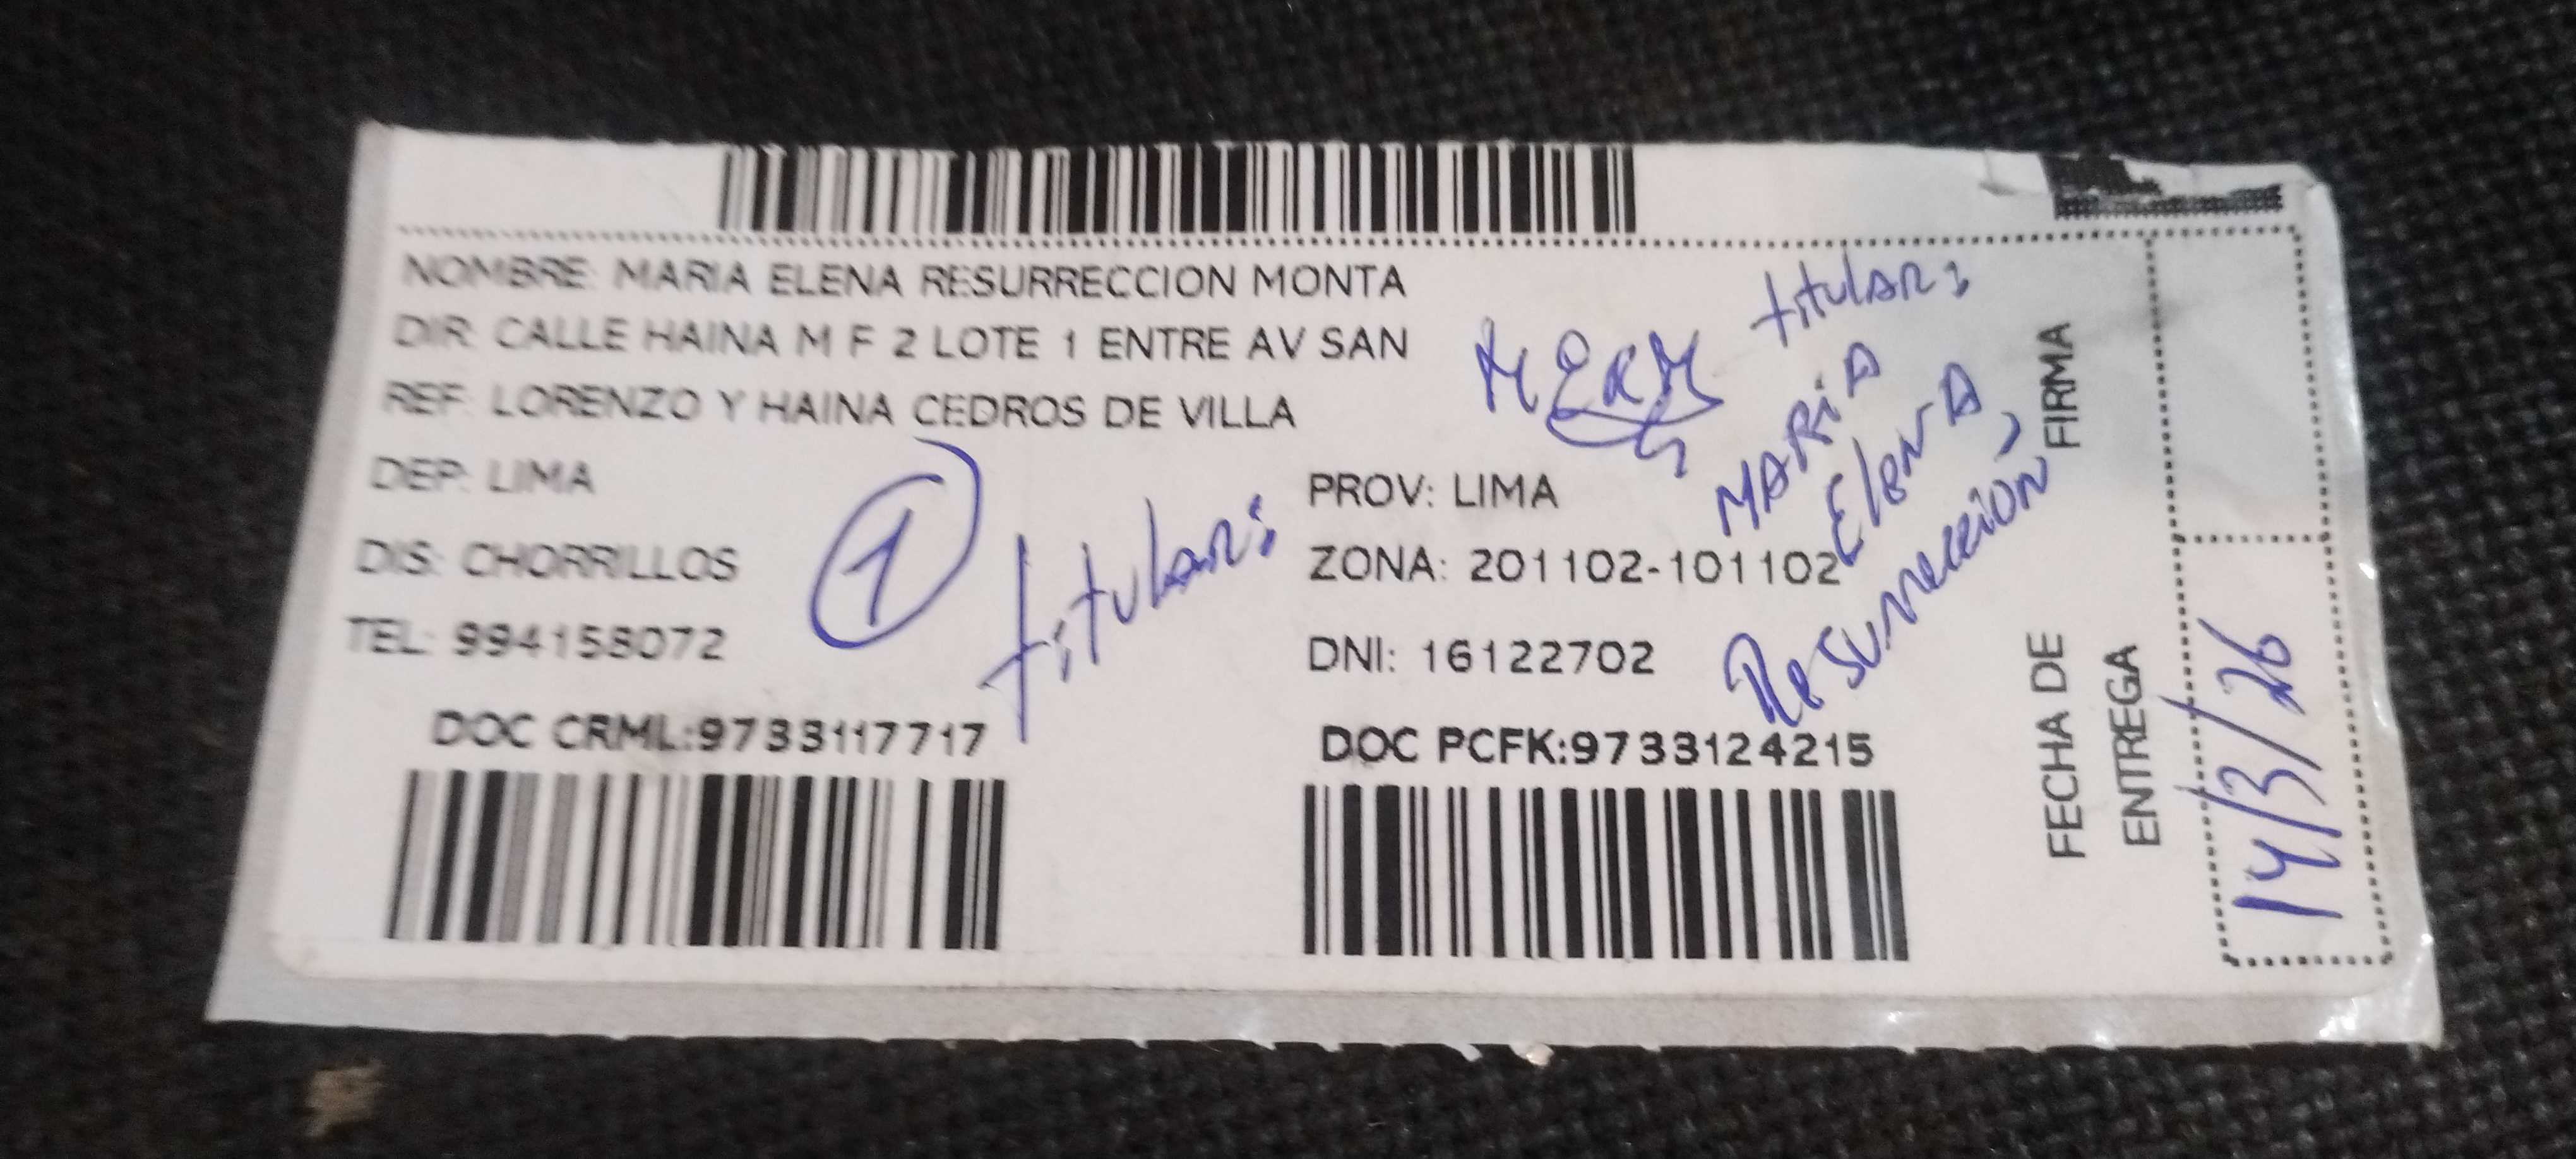 NOMBRE: MARIA ELENA RESURRECCION MONTA
DIR: CALLE HAINA M F 2 LOTE 1 ENTRE AV SAN
REF: LORENZO Y HAINA CEDROS DE VILLA
DEP: LIMA
PROV: LIMA
DIS: CHORRILLOS
ZONA: 201102-101102
TEL: 994158072
DNI: 16122702
DOC CRML:9733117717
DOC PCFK:9733124215
1
titular:
titular:
MARIA
ElenA
Resurrección
FIRMA
FECHA DE
ENTREGA
14/3/26